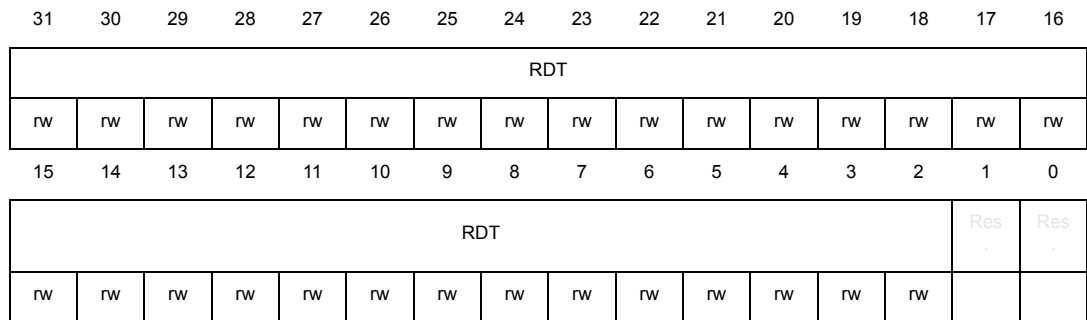 31 30 29 28 27 26 25 24 23 22 21 20 19 18 17 16
RDT
rw rw rw rw rw rw rw rw rw rw rw rw rw rw rw rw
15 14 13 12 11 10 9 8 7 6 5 4 3 2 1 0
RDT Res. Res.
rw rw rw rw rw rw rw rw rw rw rw rw rw rw